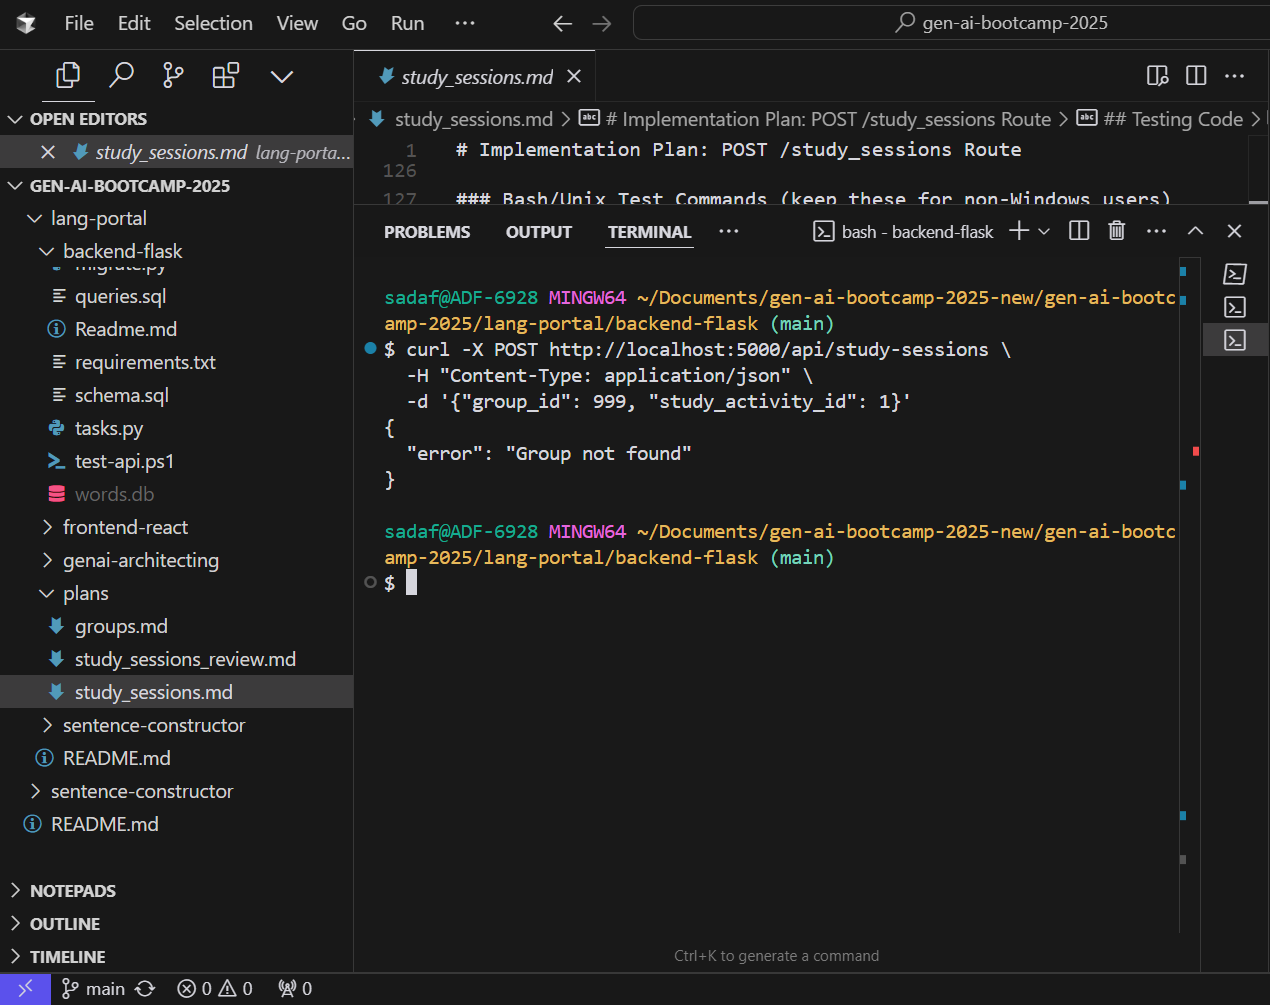 File Edit Selection View Go Run ··· gen-ai-bootcamp-2025
study_sessions.md
OPEN EDITORS
study_sessions.md lang-porta...
GEN-AI-BOOTCAMP-2025
lang-portal
backend-flask
migrate.py
queries.sql
Readme.md
requirements.txt
schema.sql
tasks.py
test-api.ps1
words.db
frontend-react
genai-architecting
plans
groups.md
study_sessions_review.md
study_sessions.md
sentence-constructor
README.md
sentence-constructor
README.md
NOTEPADS
OUTLINE
TIMELINE
study_sessions.md > # Implementation Plan: POST /study_sessions Route > ## Testing Code >
1 # Implementation Plan: POST /study_sessions Route
126
127 ### Bash/Unix Test Commands (keep these for non-Windows users)
PROBLEMS OUTPUT TERMINAL ··· bash - backend-flask
sadaf@ADF-6928 MINGW64 ~/Documents/gen-ai-bootcamp-2025-new/gen-ai-bootc
amp-2025/lang-portal/backend-flask (main)
$ curl -X POST http://localhost:5000/api/study-sessions \
-H "Content-Type: application/json" \
-d '{"group_id": 999, "study_activity_id": 1}'
{
"error": "Group not found"
}
sadaf@ADF-6928 MINGW64 ~/Documents/gen-ai-bootcamp-2025-new/gen-ai-bootc
amp-2025/lang-portal/backend-flask (main)
$
Ctrl+K to generate a command
main 0 0 0